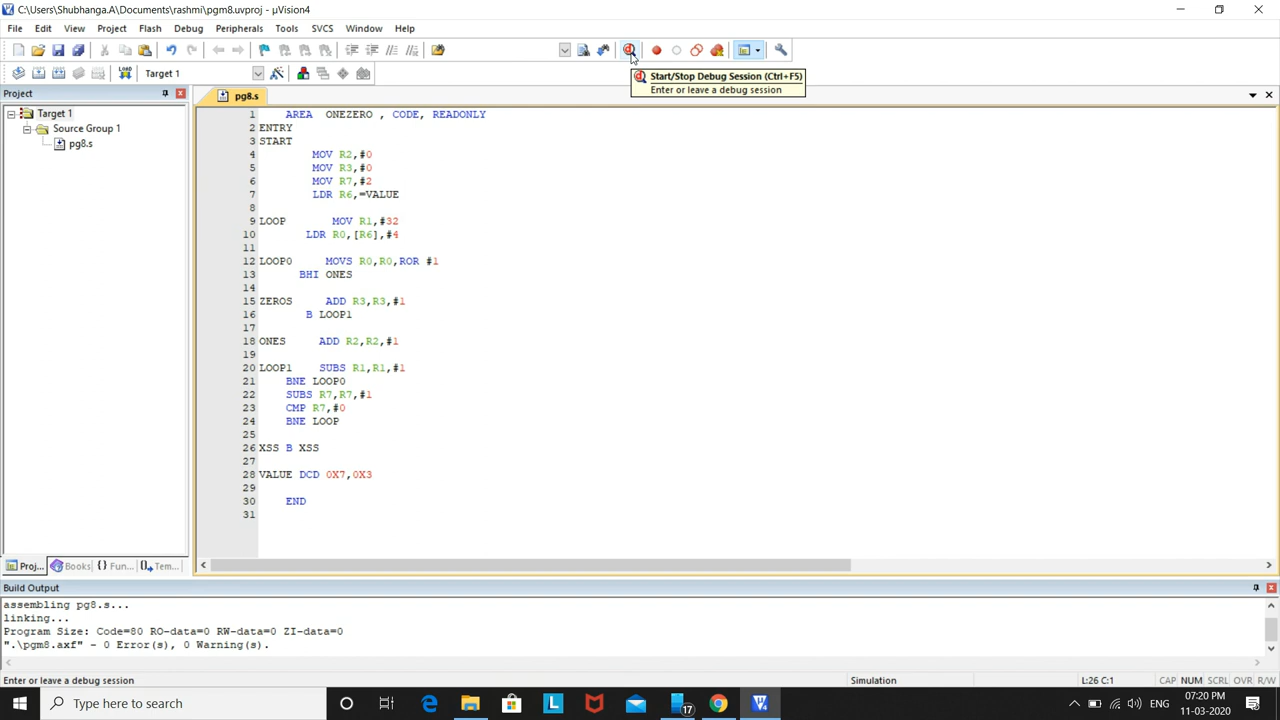 C:\Users\Shubhanga.A\Documents\rashmi\pgm8.uvproj - µVision4
File Edit View Project Flash Debug Peripherals Tools SVCS Window Help
LOAD Target 1
Start/Stop Debug Session (Ctrl+F5)
Enter or leave a debug session
Project
pg8.s
Target 1
Source Group 1
pg8.s
1 AREA ONEZERO , CODE, READONLY
2 ENTRY
3 START
4 MOV R2,#0
5 MOV R3,#0
6 MOV R7,#2
7 LDR R6,=VALUE
8
9 LOOP MOV R1,#32
10 LDR R0,[R6],#4
11
12 LOOP0 MOVS R0,R0,ROR #1
13 BHI ONES
14
15 ZEROS ADD R3,R3,#1
16 B LOOP1
17
18 ONES ADD R2,R2,#1
19
20 LOOP1 SUBS R1,R1,#1
21 BNE LOOP0
22 SUBS R7,R7,#1
23 CMP R7,#0
24 BNE LOOP
25
26 XSS B XSS
27
28 VALUE DCD 0X7,0X3
29
30 END
31
Proj... Books {} Fun... Tem...
Build Output
assembling pg8.s...
linking...
Program Size: Code=80 RO-data=0 RW-data=0 ZI-data=0
".\pgm8.axf" - 0 Error(s), 0 Warning(s).
Enter or leave a debug session Simulation L:26 C:1 CAP NUM SCRL OVR R/W
Type here to search
17
ENG
07:20 PM
11-03-2020